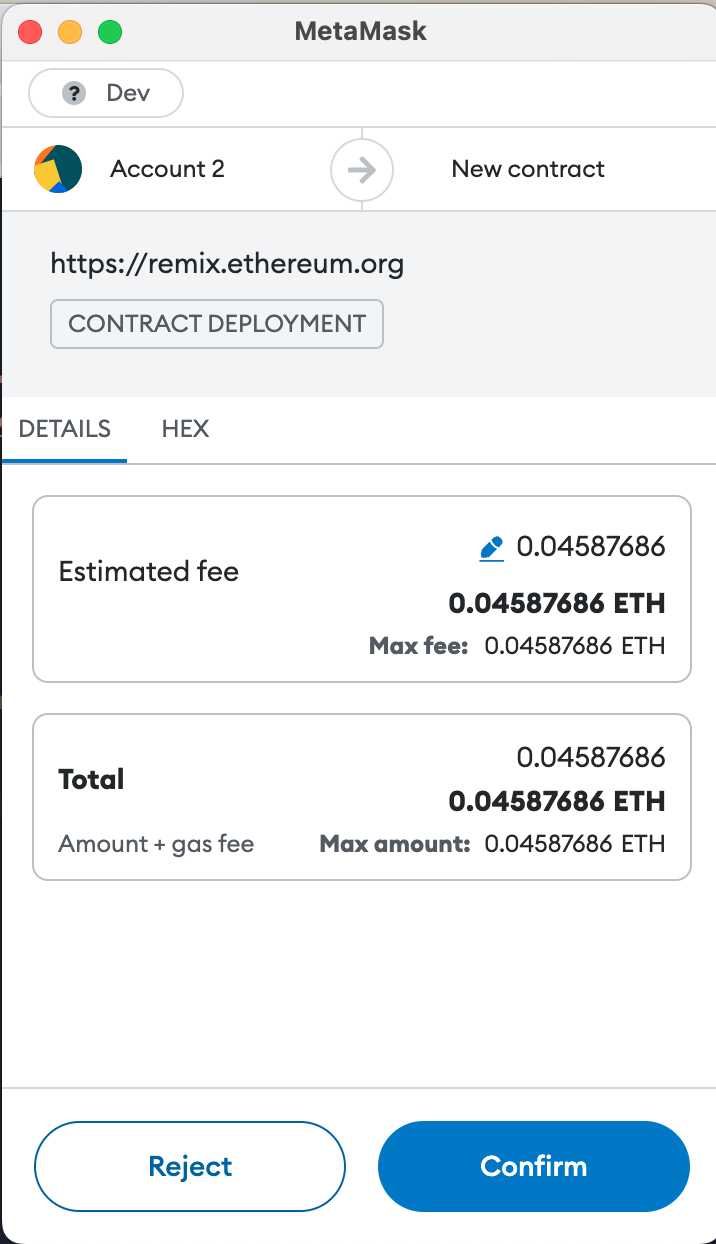 MetaMask
? Dev
Account 2
New contract
https://remix.ethereum.org
CONTRACT DEPLOYMENT
DETAILS HEX
Estimated fee
0.04587686
0.04587686 ETH
Max fee: 0.04587686 ETH
Total
0.04587686
0.04587686 ETH
Amount + gas fee
Max amount: 0.04587686 ETH
Reject
Confirm